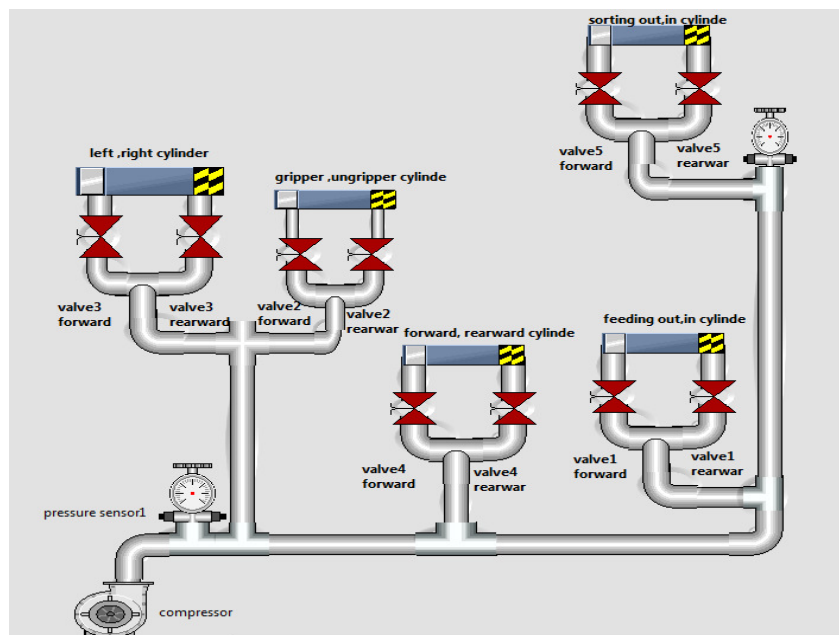 sorting out,in cylinde
valve5
forward
valve5
rearwar
left ,right cylinder
gripper ,ungripper cylinde
valve3
forward
valve3
rearward
valve2
forward
valve2
rearwar
forward, rearward cylinde
feeding out,in cylinde
valve4
forward
valve4
rearwar
valve1
forward
valve1
rearwar
pressure sensor1
compressor